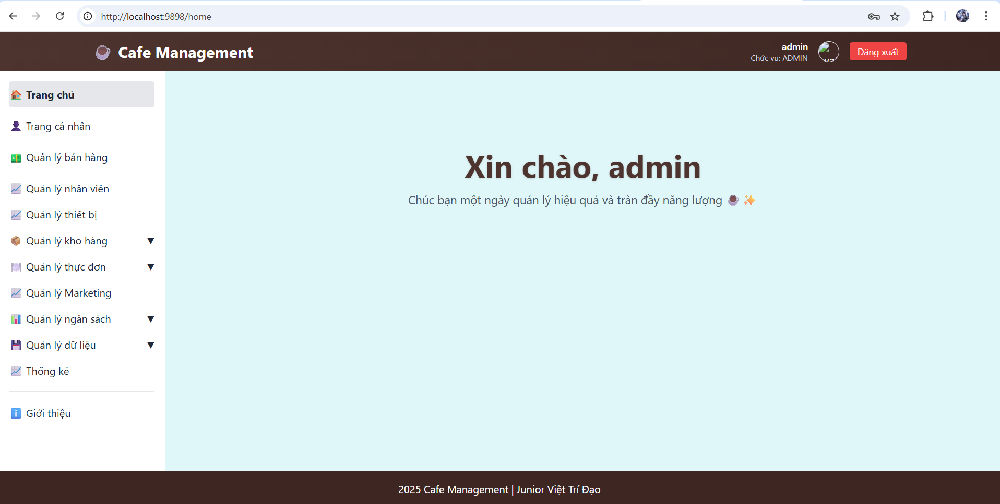 http://localhost:9898/home
Cafe Management
admin
Chức vụ: ADMIN
Đăng xuất
Trang chủ
Trang cá nhân
Quản lý bán hàng
Quản lý nhân viên
Quản lý thiết bị
Quản lý kho hàng ▼
Quản lý thực đơn ▼
Quản lý Marketing
Quản lý ngân sách ▼
Quản lý dữ liệu ▼
Thống kê
Giới thiệu
Xin chào, admin
Chúc bạn một ngày quản lý hiệu quả và tràn đầy năng lượng ☕ ✨
2025 Cafe Management | Junior Việt Trí Đạo